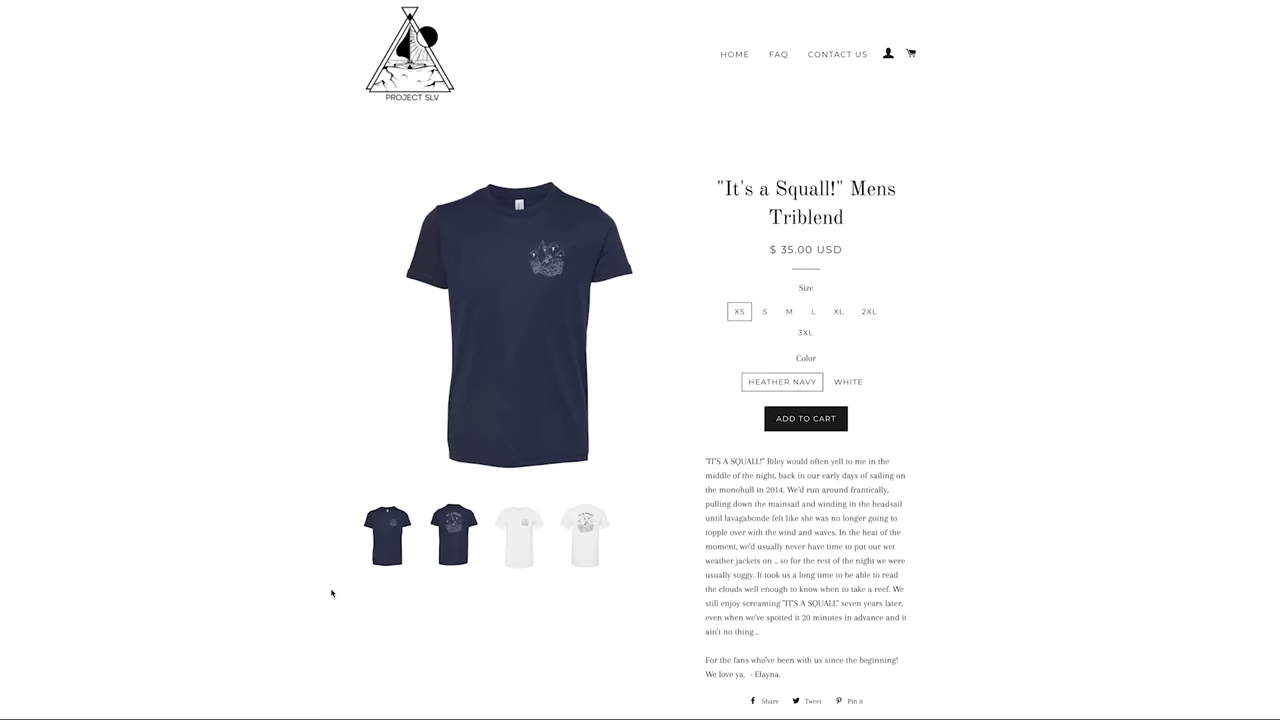 PROJECT SLV
HOME FAQ CONTACT US
"It's a Squall!" Mens
Triblend
$ 35.00 USD
Size
XS S M L XL 2XL
3XL
Color
HEATHER NAVY WHITE
ADD TO CART
"IT'S A SQUALL!" Riley would often yell to me in the
middle of the night, back in our early days of sailing on
the monohull in 2014. We'd run around frantically,
pulling down the mainsail and winding in the headsail
until lavagabonde felt like she was no longer going to
topple over with the wind and waves. In the heat of the
moment, we'd usually never have time to put our wet
weather jackets on .. so for the rest of the night we were
usually soggy. It took us a long time to be able to read
the clouds well enough to know when to take a reef. We
still enjoy screaming "IT'S A SQUALL" seven years later,
even when we've spotted it 20 minutes in advance and it
ain't no thing ..
For the fans who've been with us since the beginning!
We love ya. - Elayna.
Share Tweet Pin it